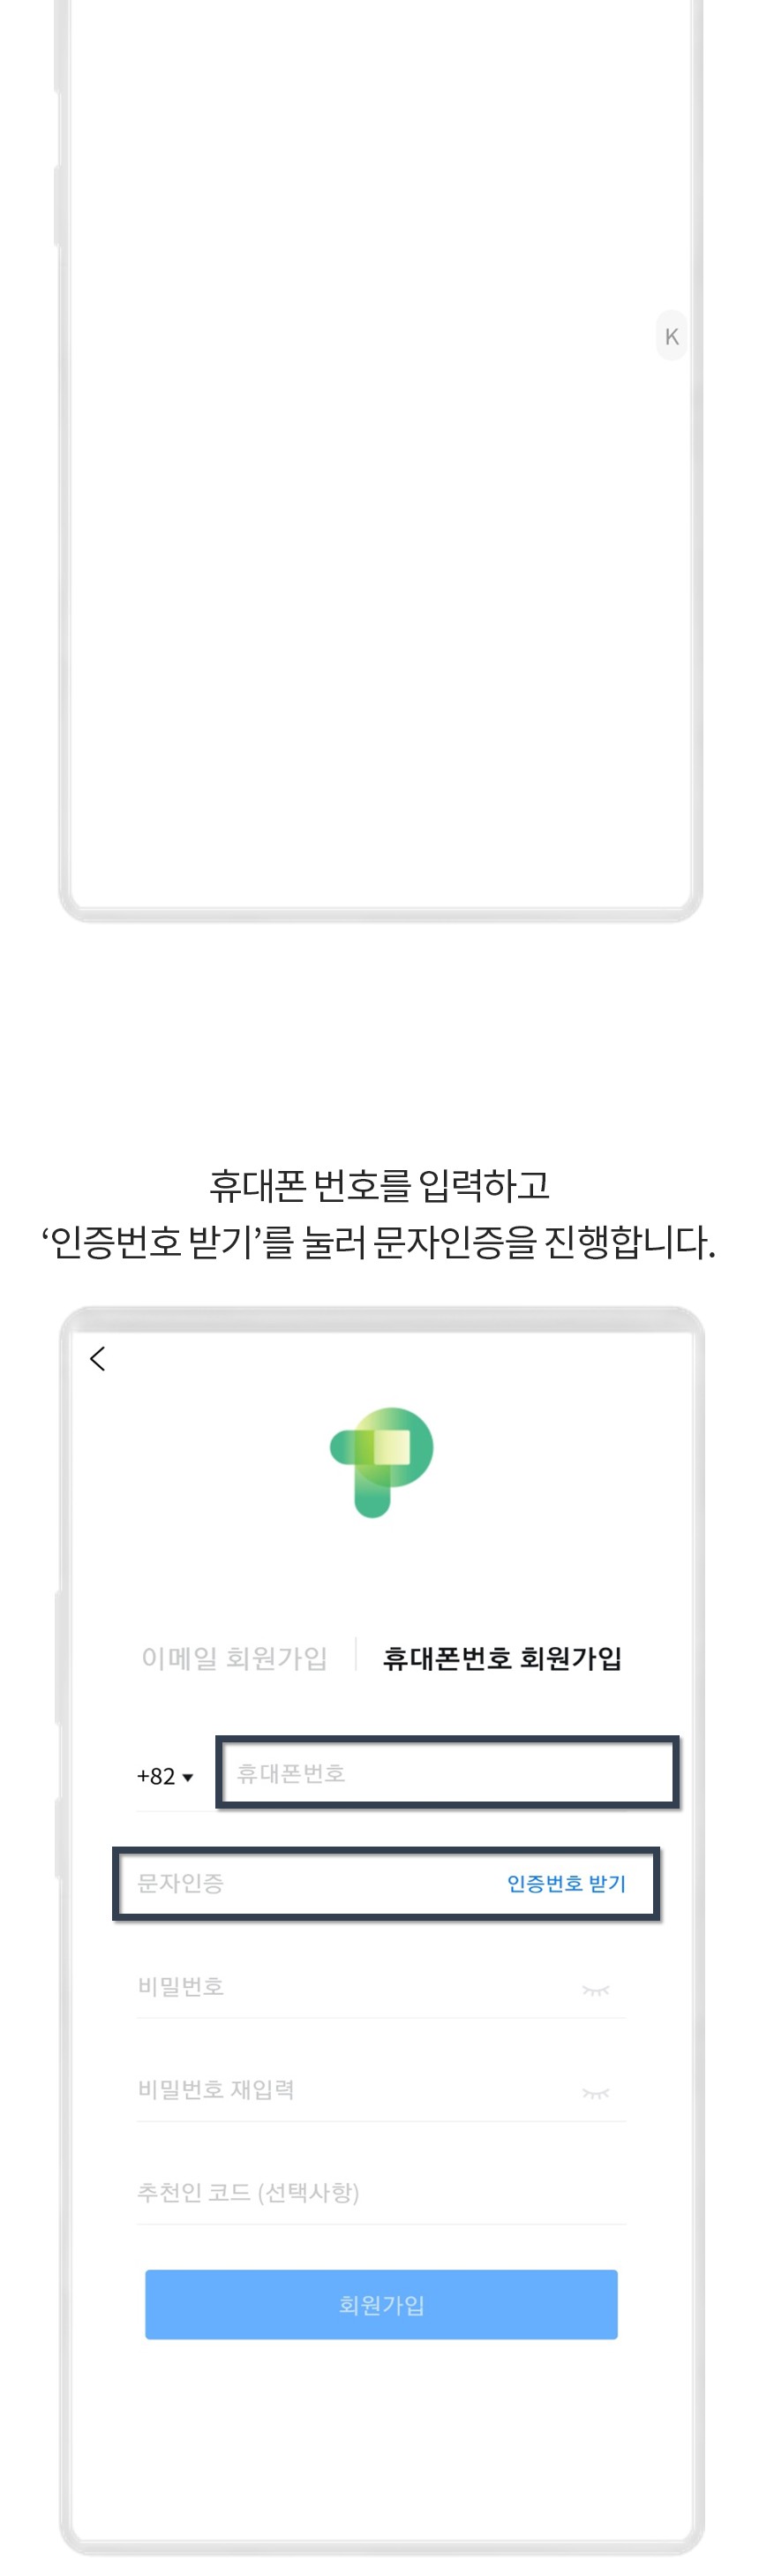 K
휴대폰 번호를 입력하고
‘인증번호 받기’를 눌러 문자인증을 진행합니다.
이메일 회원가입 휴대폰번호 회원가입
+82 휴대폰번호
문자인증 인증번호 받기
비밀번호
비밀번호 재입력
추천인 코드 (선택사항)
회원가입